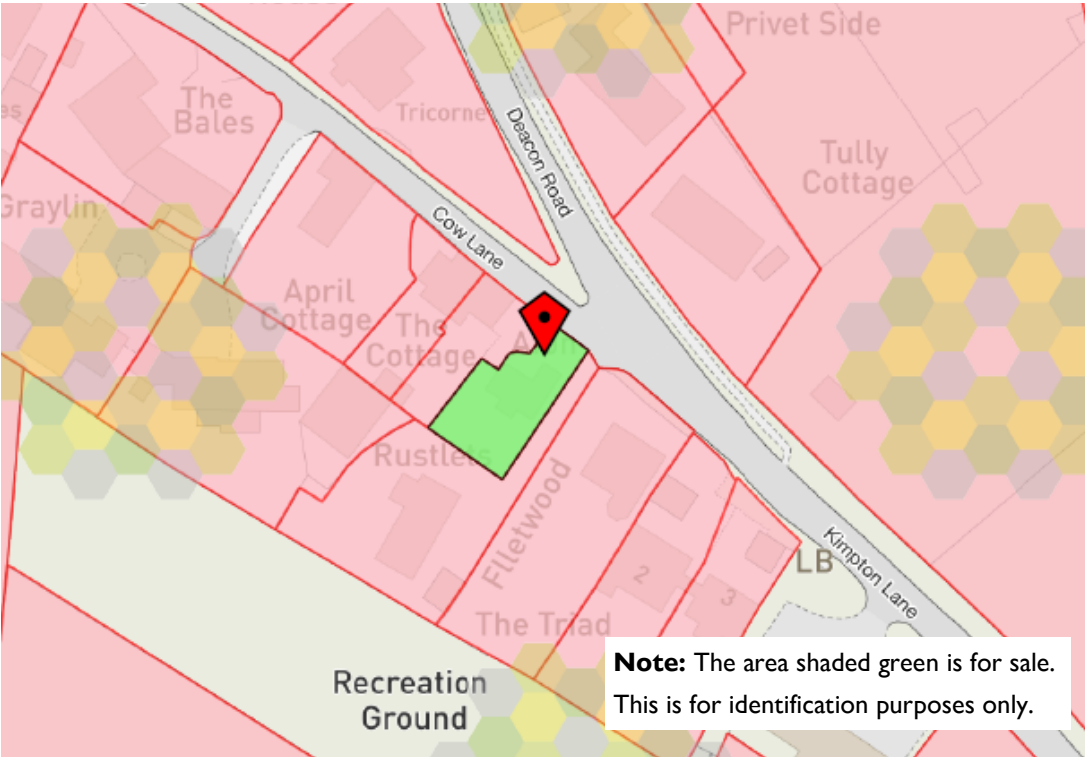 Privet Side
The
Bales
Tricorne
Deacon Road
Tully
Cottage
Graylin
Cow Lane
April
Cottage
The
Cottage
Rustlets
Flletwood
2
3
The Triad
LB
Kimpton Lane
Recreation
Ground
Note: The area shaded green is for sale.
This is for identification purposes only.